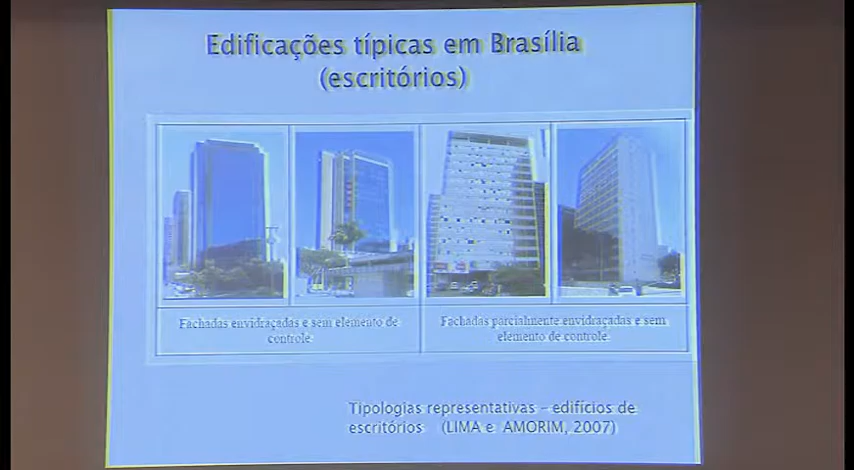 Edificações típicas em Brasília
(escritórios)
Fachadas envidraçadas e sem elemento de
controle
Fachadas parcialmente envidraçadas e sem
elemento de controle
Tipologias representativas – edifícios de
escritórios (LIMA e AMORIM, 2007)